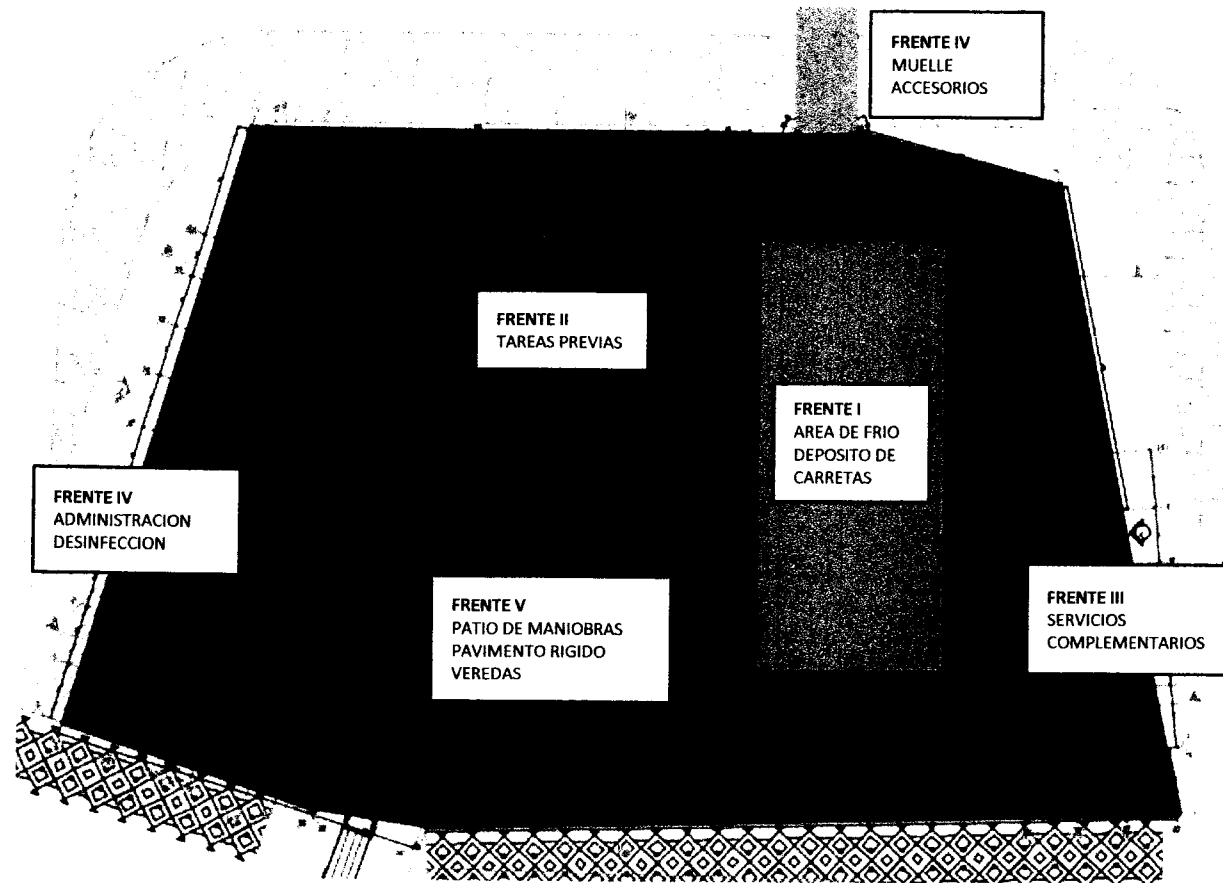 FRENTE IV
MUELLE
ACCESORIOS
FRENTE II
TAREAS PREVIAS
FRENTE I
AREA DE FRIO
DEPOSITO DE
CARRETAS
FRENTE IV
ADMINISTRACION
DESINFECCION
FRENTE V
PATIO DE MANIOBRAS
PAVIMENTO RIGIDO
VEREDAS
FRENTE III
SERVICIOS
COMPLEMENTARIOS